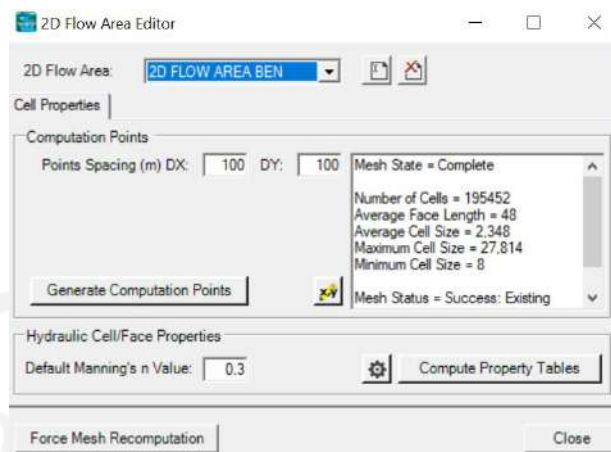 2D Flow Area Editor
2D Flow Area: 2D FLOW AREA BEN
Cell Properties
Computation Points
Points Spacing (m) DX: 100 DY: 100
Mesh State = Complete
Number of Cells = 195452
Average Face Length = 48
Average Cell Size = 2,348
Maximum Cell Size = 27,814
Minimum Cell Size = 8
Generate Computation Points
Mesh Status = Success: Existing
Hydraulic Cell/Face Properties
Default Manning's n Value: 0.3
Compute Property Tables
Force Mesh Recomputation
Close